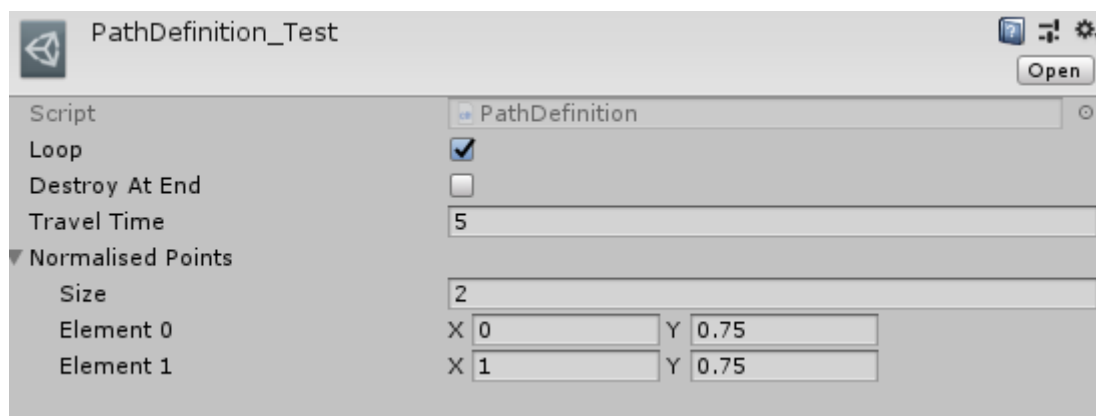 PathDefinition_Test
Open
Script PathDefinition
Loop
Destroy At End
Travel Time 5
Normalised Points
Size 2
Element 0 X 0 Y 0.75
Element 1 X 1 Y 0.75